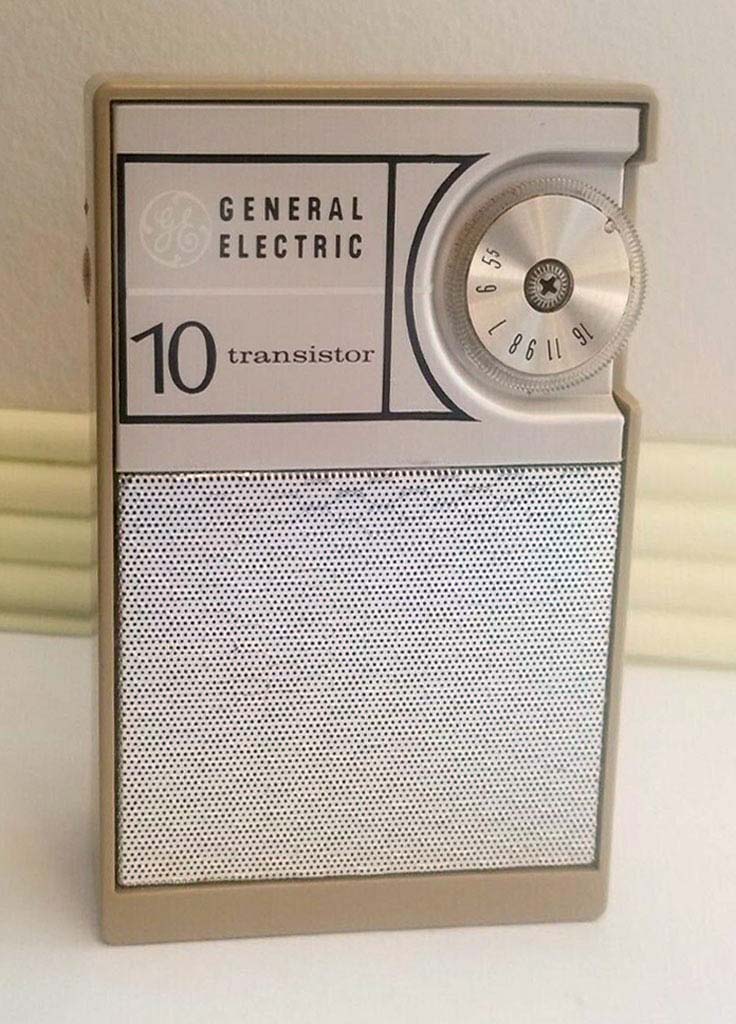 GE
GENERAL
ELECTRIC
10 transistor
55 6 7 8 9 11 16